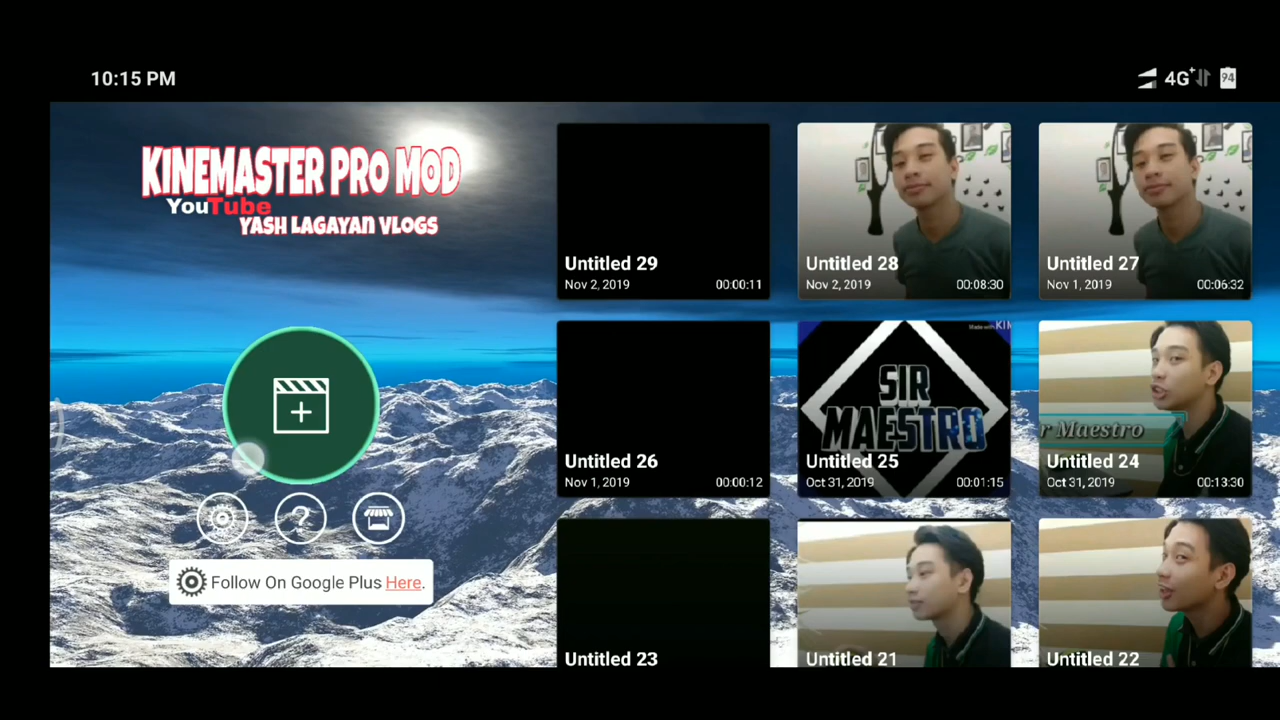 10:15 PM
4G+
94
KINEMASTER PRO MOD
YouTube
YASH LAGAYAN VLOGS
Follow On Google Plus Here.
Untitled 29
Nov 2, 2019 00:00:11
Untitled 28
Nov 2, 2019 00:08:30
Untitled 27
Nov 1, 2019 00:06:32
Untitled 26
Nov 1, 2019 00:00:12
Made with KIN
SIR
MAESTRO
Untitled 25
Oct 31, 2019 00:01:15
r Maestro
Untitled 24
Oct 31, 2019 00:13:30
Untitled 23
Untitled 21
Untitled 22